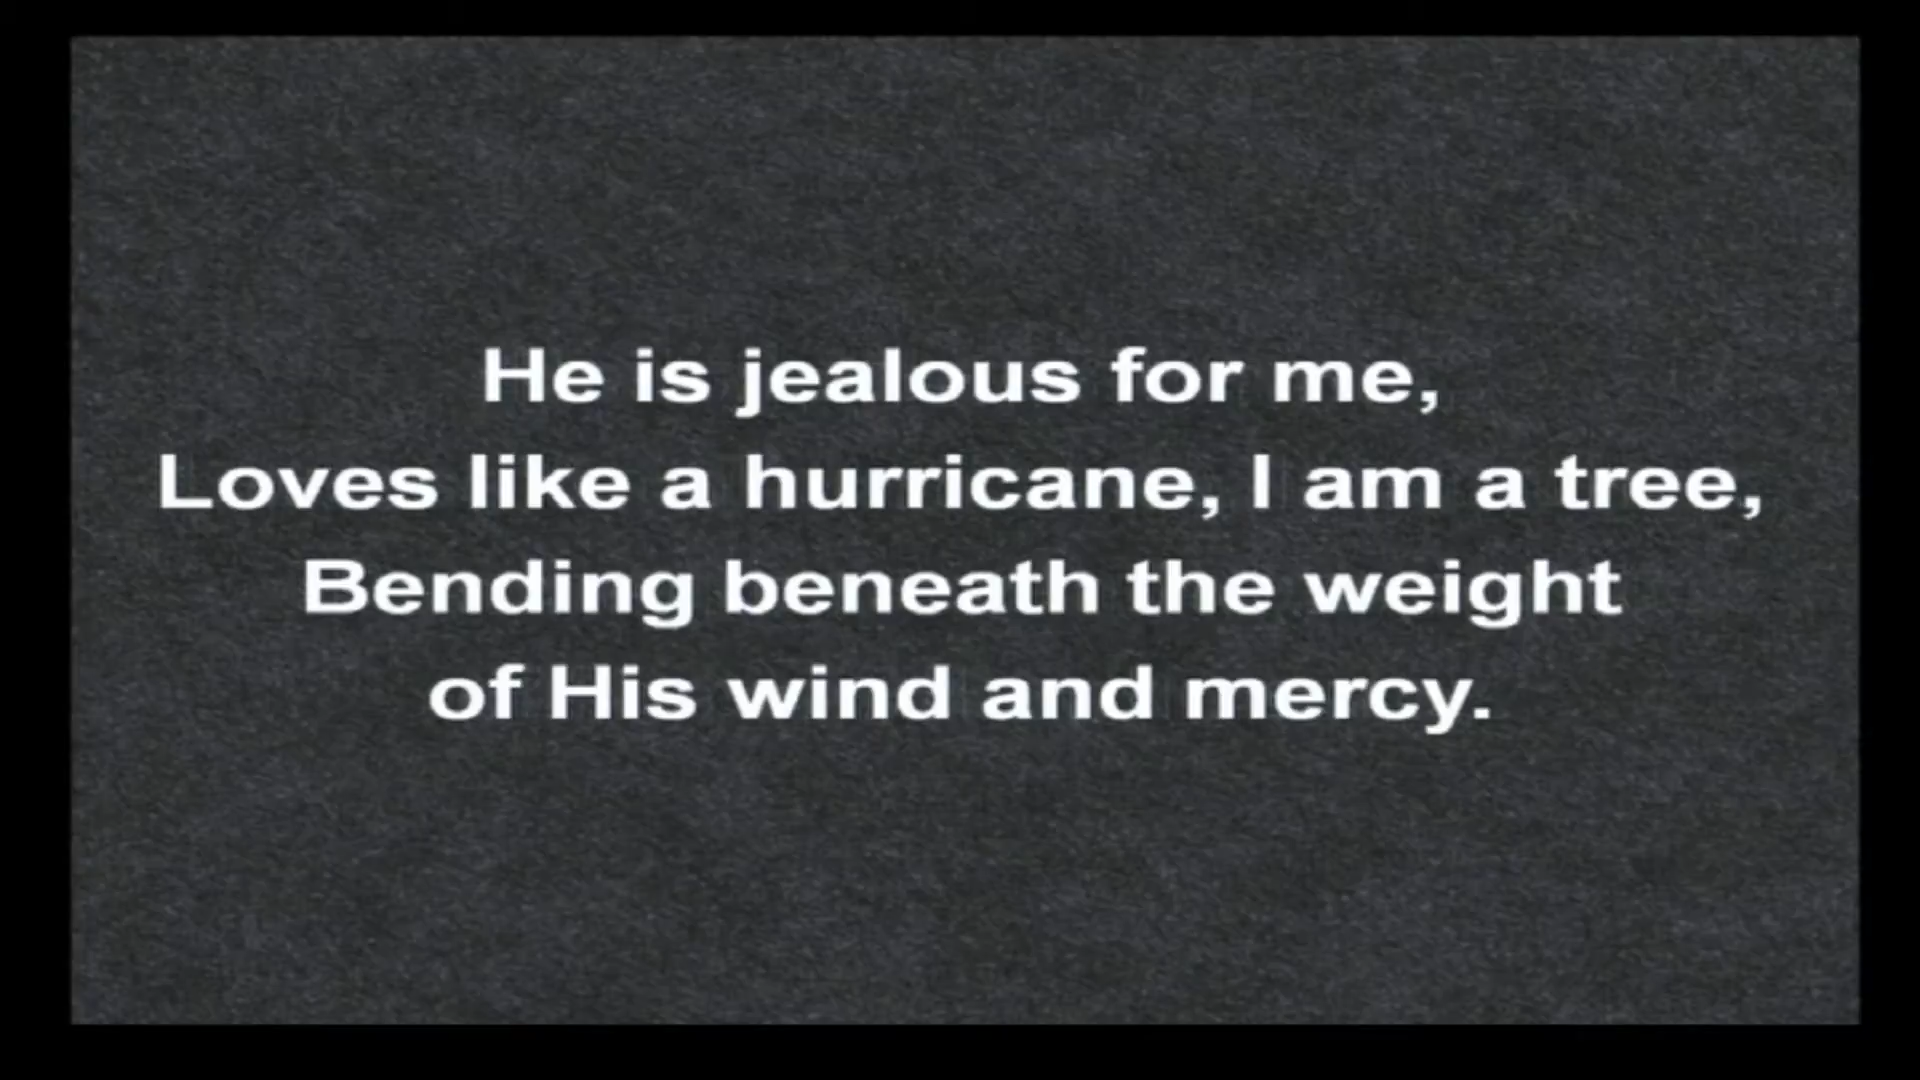 He is jealous for me,
Loves like a hurricane, I am a tree,
Bending beneath the weight
of His wind and mercy.